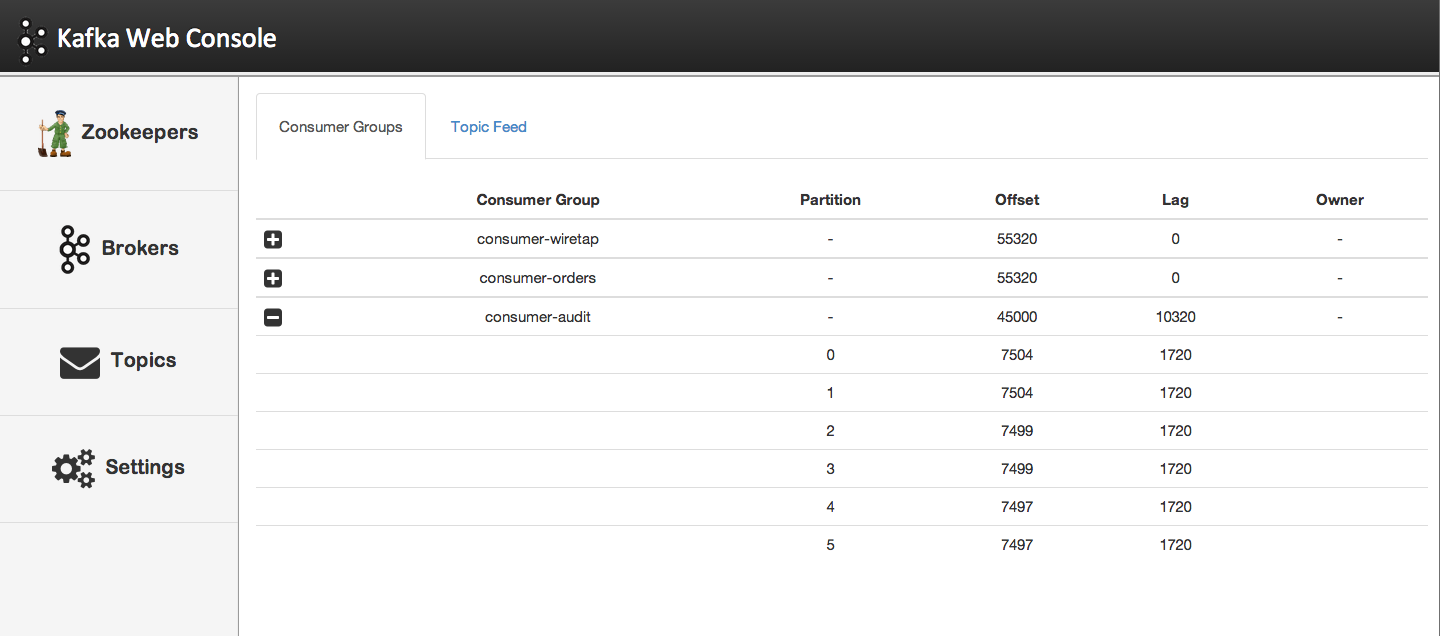 Kafka Web Console
Zookeepers
Brokers
Topics
Settings
Consumer Groups Topic Feed
Consumer Group Partition Offset Lag Owner
consumer-wiretap - 55320 0 -
consumer-orders - 55320 0 -
consumer-audit - 45000 10320 -
0 7504 1720
1 7504 1720
2 7499 1720
3 7499 1720
4 7497 1720
5 7497 1720